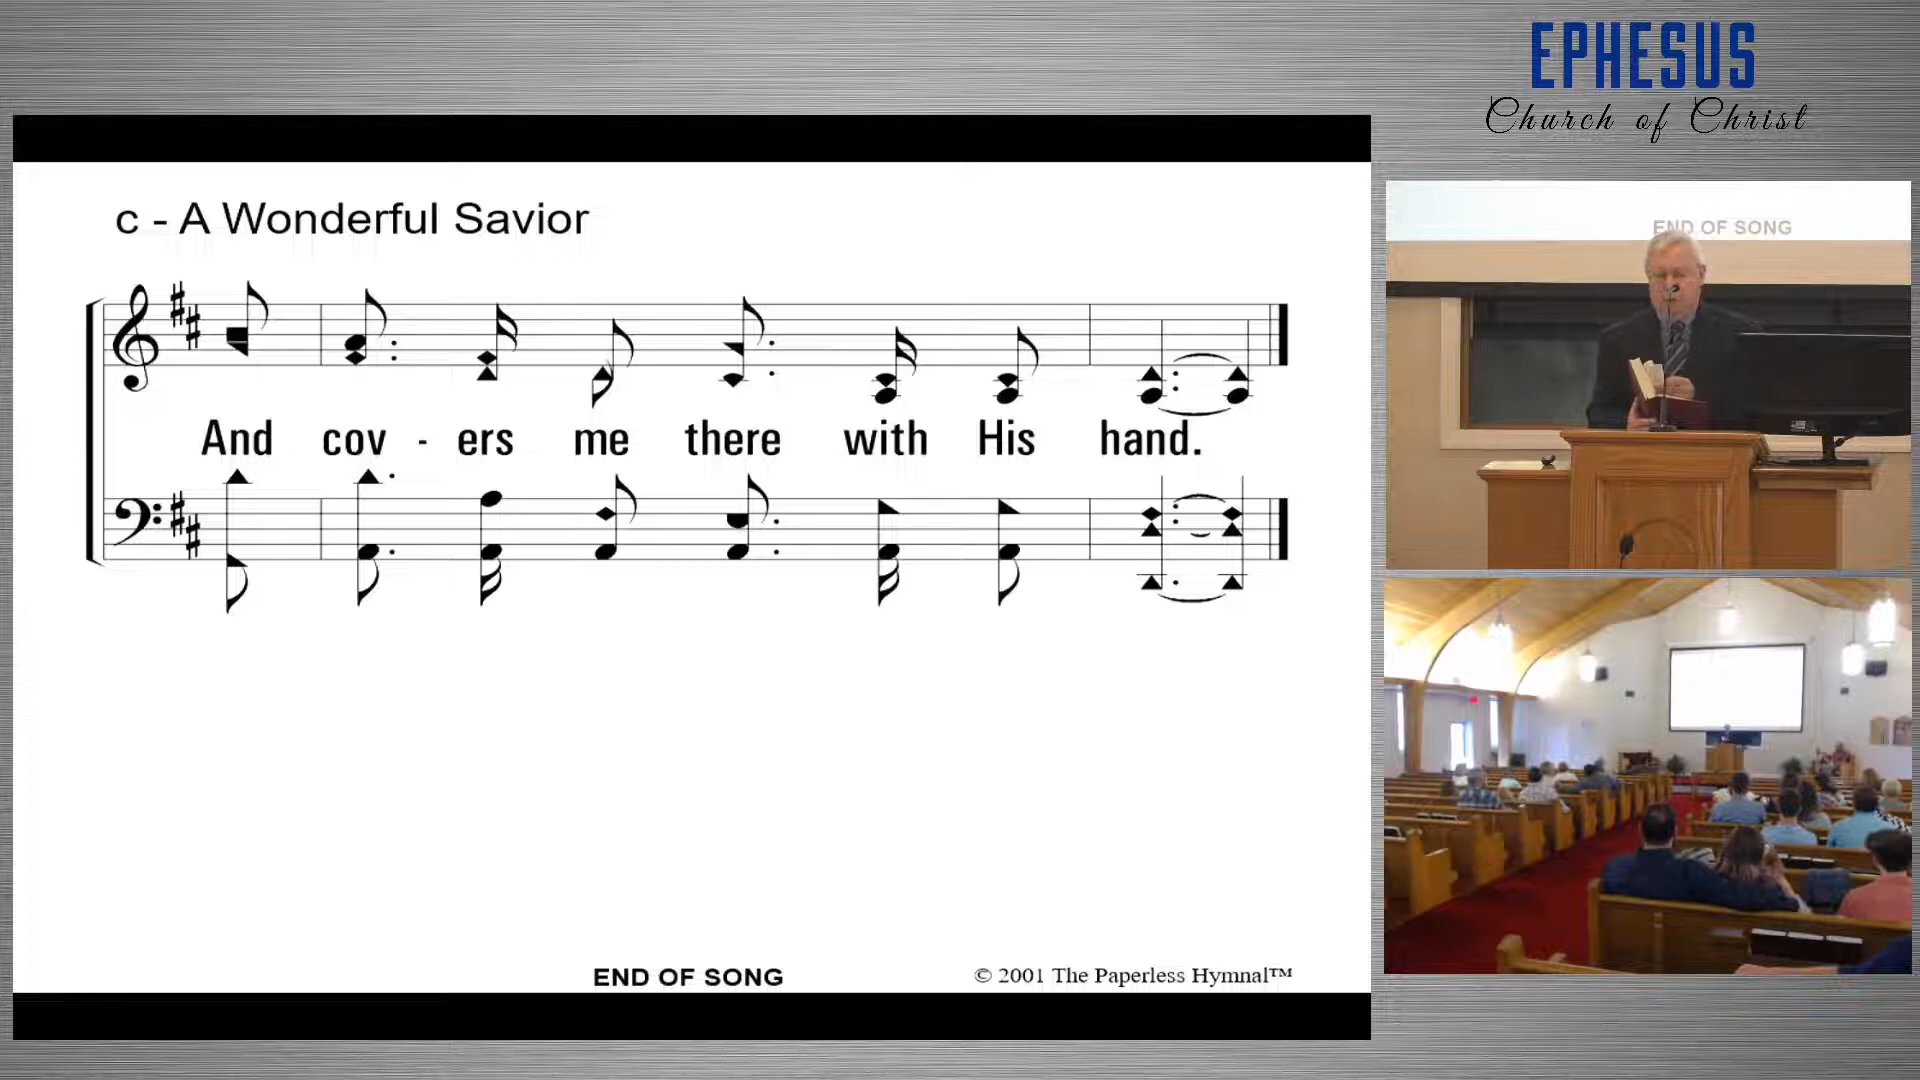 EPHESUS
Church of Christ
c - A Wonderful Savior
And cov - ers me there with His hand.
END OF SONG
© 2001 The Paperless Hymnal™
END OF SONG